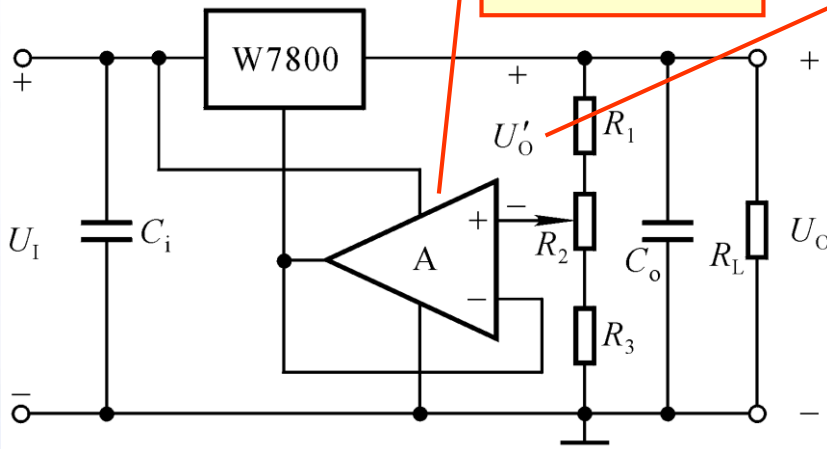 W7800
+
+
+
U′O
R1
+
−
R2
A
−
UI
Ci
Co
RL
UO
R3
−
−